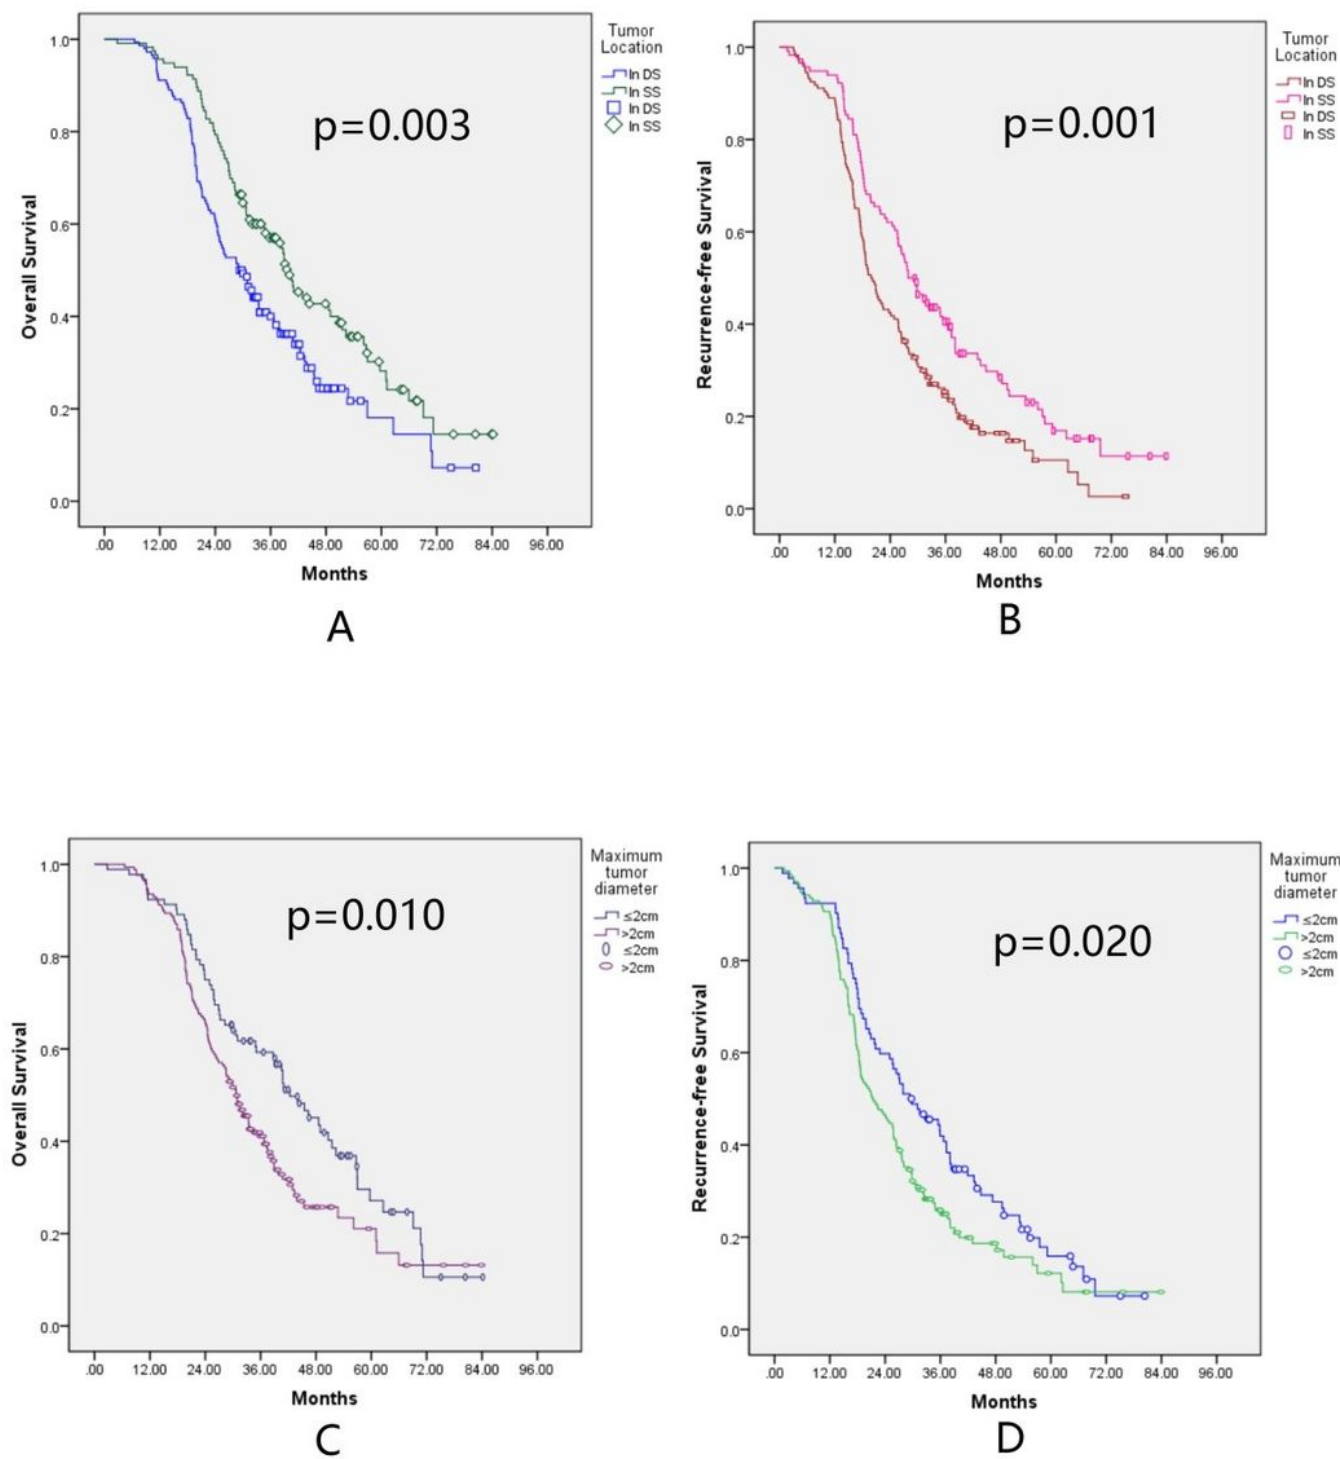 Tumor
Location
In DS
In SS
In DS
In SS
p=0.003
Overall Survival
1.0
0.8
0.6
0.4
0.2
0.0
.00 12.00 24.00 36.00 48.00 60.00 72.00 84.00 96.00
Months
A
Tumor
Location
In DS
In SS
In DS
In SS
p=0.001
Recurrence-free Survival
1.0
0.8
0.6
0.4
0.2
0.0
.00 12.00 24.00 36.00 48.00 60.00 72.00 84.00 96.00
Months
B
Maximum
tumor
diameter
≤2cm
>2cm
≤2cm
>2cm
p=0.010
Overall Survival
1.0
0.8
0.6
0.4
0.2
0.0
.00 12.00 24.00 36.00 48.00 60.00 72.00 84.00 96.00
Months
C
Maximum
tumor
diameter
≤2cm
>2cm
≤2cm
>2cm
p=0.020
Recurrence-free Survival
1.0
0.8
0.6
0.4
0.2
0.0
.00 12.00 24.00 36.00 48.00 60.00 72.00 84.00 96.00
Months
D